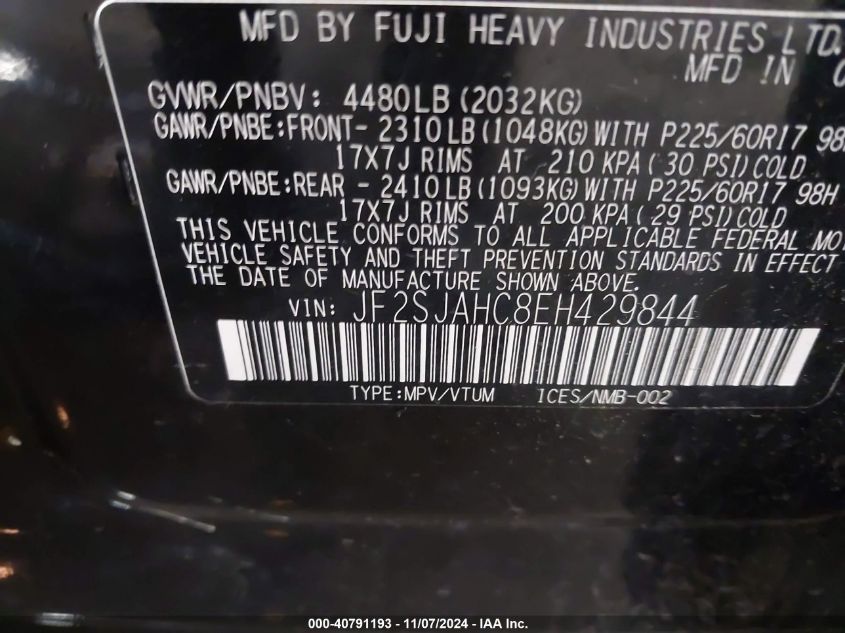 MFD BY FUJI HEAVY INDUSTRIES LTD.
MFD IN
GVWR/PNBV: 4480LB (2032KG)
GAWR/PNBE:FRONT- 2310LB(1048KG)WITH P225/60R17
17X7J RIMS AT 210 KPA( 30 PSI)COLD
GAWR/PNBE:REAR - 2410LB(1093KG)WITH P225/60R17 98H
17X7J RIMS AT 200 KPA( 29 PSI)COLD
THIS VEHICLE CONFORMS TO ALL APPLICABLE FEDERAL
VEHICLE SAFETY AND THEFT PREVENTION STANDARDS IN EFFECT
THE DATE OF MANUFACTURE SHOWN ABOVE.
VIN: JF2SJAHC8EH429844
TYPE:MPV/VTUM ICES/NMB-002
000-40791193 - 11/07/2024 - IAA Inc.